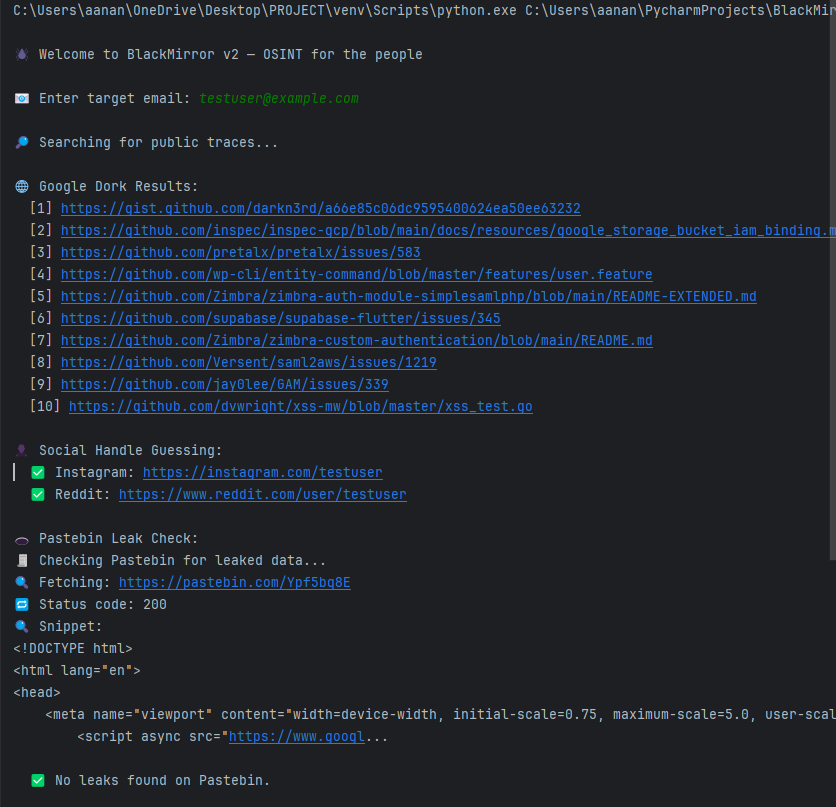 C:\Users\aanan\OneDrive\Desktop\PROJECT\venv\Scripts\python.exe C:\Users\aanan\PycharmProjects\BlackMir
Welcome to BlackMirror v2 — OSINT for the people
Enter target email: testuser@example.com
Searching for public traces...
Google Dork Results:
[1] https://gist.github.com/darkn3rd/a66e85c06dc9595400624ea50ee63232
[2] https://github.com/inspec/inspec-gcp/blob/main/docs/resources/google_storage_bucket_iam_binding.m
[3] https://github.com/pretalx/pretalx/issues/583
[4] https://github.com/wp-cli/entity-command/blob/master/features/user.feature
[5] https://github.com/Zimbra/zimbra-auth-module-simplesamlphp/blob/main/README-EXTENDED.md
[6] https://github.com/supabase/supabase-flutter/issues/345
[7] https://github.com/Zimbra/zimbra-custom-authentication/blob/main/README.md
[8] https://github.com/Versent/saml2aws/issues/1219
[9] https://github.com/jay0lee/GAM/issues/339
[10] https://github.com/dvwright/xss-mw/blob/master/xss_test.go
Social Handle Guessing:
Instagram: https://instagram.com/testuser
Reddit: https://www.reddit.com/user/testuser
Pastebin Leak Check:
Checking Pastebin for leaked data...
Fetching: https://pastebin.com/Ypf5bq8E
Status code: 200
Snippet:
<!DOCTYPE html>
<html lang="en">
<head>
<meta name="viewport" content="width=device-width, initial-scale=0.75, maximum-scale=5.0, user-scal
<script async src="https://www.googl...
No leaks found on Pastebin.